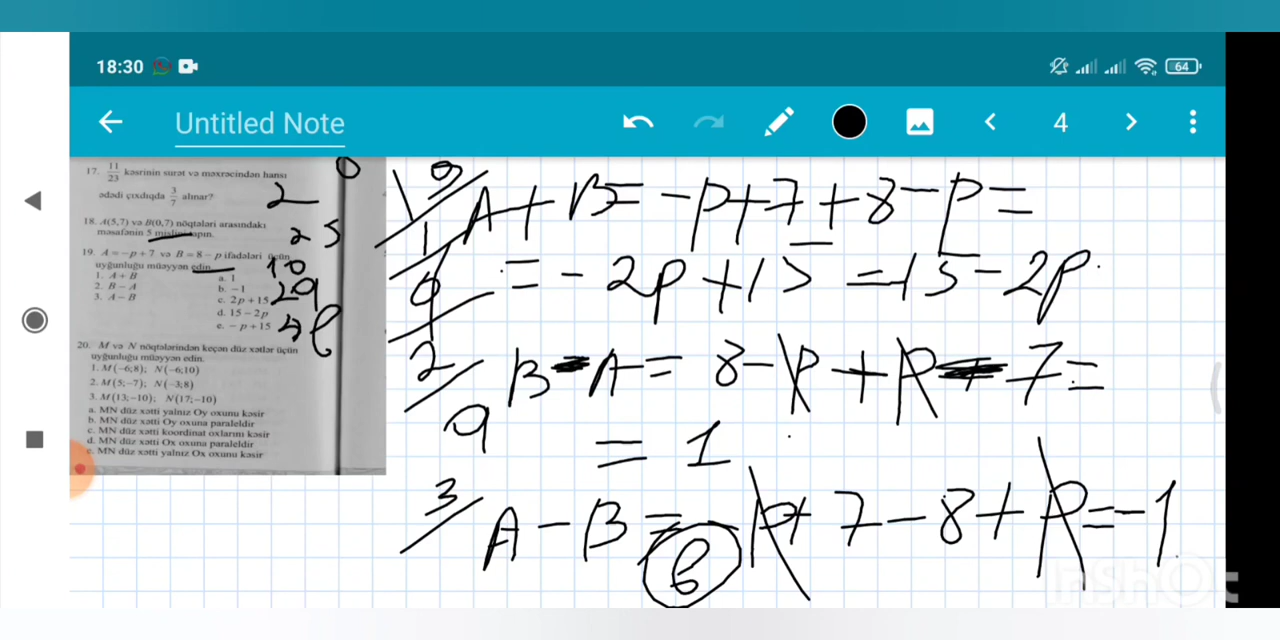 18:30
64
Untitled Note
4
17. 11/23 kəsrinin surət və məxrəcindən hansı
ədədi çıxdıqda 3/7 alınar?
18. A(5,7) və B(0,7) nöqtələri arasındakı
məsafənin 5 mislini tapın.
19. A = −p + 7 və B = 8 − p ifadələri üçün
uyğunluğu müəyyən edin.
1. A + B
2. B − A
3. A − B
a. 1
b. −1
c. 2p + 15
d. 15 − 2p
e. − p + 15
20. M və N nöqtələrindən keçən düz xətlər üçün
uyğunluğu müəyyən edin.
1. M(−6;8); N(−6;10)
2. M(5;−7); N(−3;8)
3. M(13;−10); N(17;−10)
a. MN düz xətti yalnız Oy oxunu kəsir
b. MN düz xətti Oy oxuna paraleldir
c. MN düz xətti koordinat oxlarını kəsir
d. MN düz xətti Ox oxuna paraleldir
e. MN düz xətti yalnız Ox oxunu kəsir
2
25
10
2a
A + B = −p + 7 + 8 − p =
= −2p + 15 = 15 − 2p
2/ B − A = 8 − p + p − 7 =
= 1
3/ A − B = −p + 7 − 8 + p = −1
InShOt